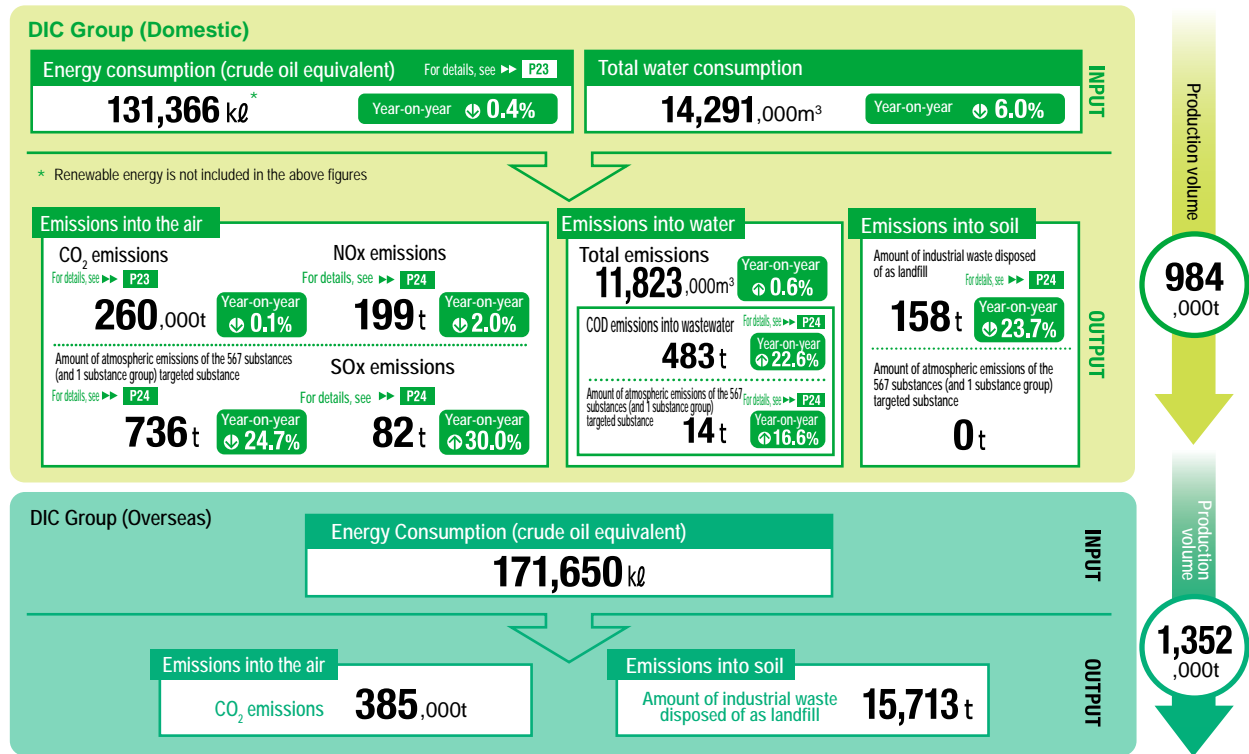 DIC Group (Domestic)
Energy consumption (crude oil equivalent) For details, see ▶▶ P23
131,366 kℓ*
Year-on-year 0.4%
Total water consumption
14,291,000m³
Year-on-year 6.0%
INPUT
* Renewable energy is not included in the above figures
Emissions into the air
CO₂ emissions
For details, see ▶▶ P23
260,000t
Year-on-year
0.1%
NOx emissions
For details, see ▶▶ P24
199 t
Year-on-year
2.0%
Amount of atmospheric emissions of the 567 substances
(and 1 substance group) targeted substance
For details, see ▶▶ P24
736 t
Year-on-year
24.7%
SOx emissions
For details, see ▶▶ P24
82 t
Year-on-year
30.0%
Emissions into water
Total emissions
11,823,000m³
Year-on-year
0.6%
COD emissions into wastewater For details, see ▶▶ P24
483 t
Year-on-year
22.6%
Amount of atmospheric emissions of the 567
substances (and 1 substance group)
targeted substance
For details, see ▶▶ P24
14 t
Year-on-year
16.6%
Emissions into soil
Amount of industrial waste disposed
of as landfill
For details, see ▶▶ P24
158 t
Year-on-year
23.7%
Amount of atmospheric emissions of the
567 substances (and 1 substance group)
targeted substance
0 t
OUTPUT
Production volume
984
,000t
DIC Group (Overseas)
Energy Consumption (crude oil equivalent)
171,650 kℓ
INPUT
Emissions into the air
CO₂ emissions 385,000t
Emissions into soil
Amount of industrial waste
disposed of as landfill
15,713 t
OUTPUT
Production
volume
1,352
,000t